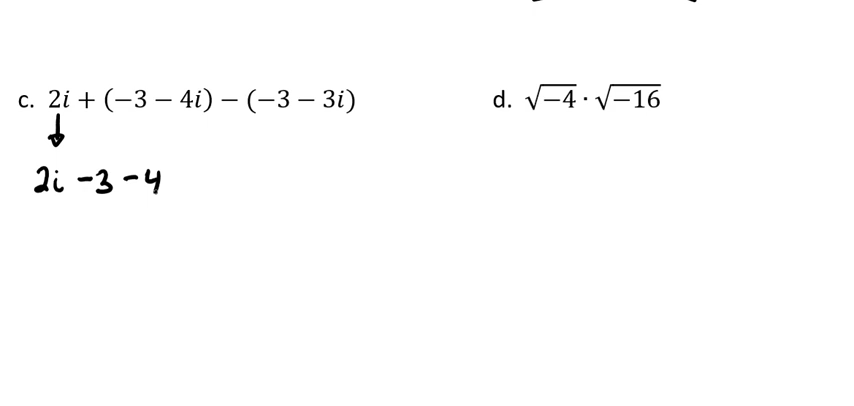 c. 2i + (−3 − 4i) − (−3 − 3i)
d. √−4 · √−16
2i −3 −4